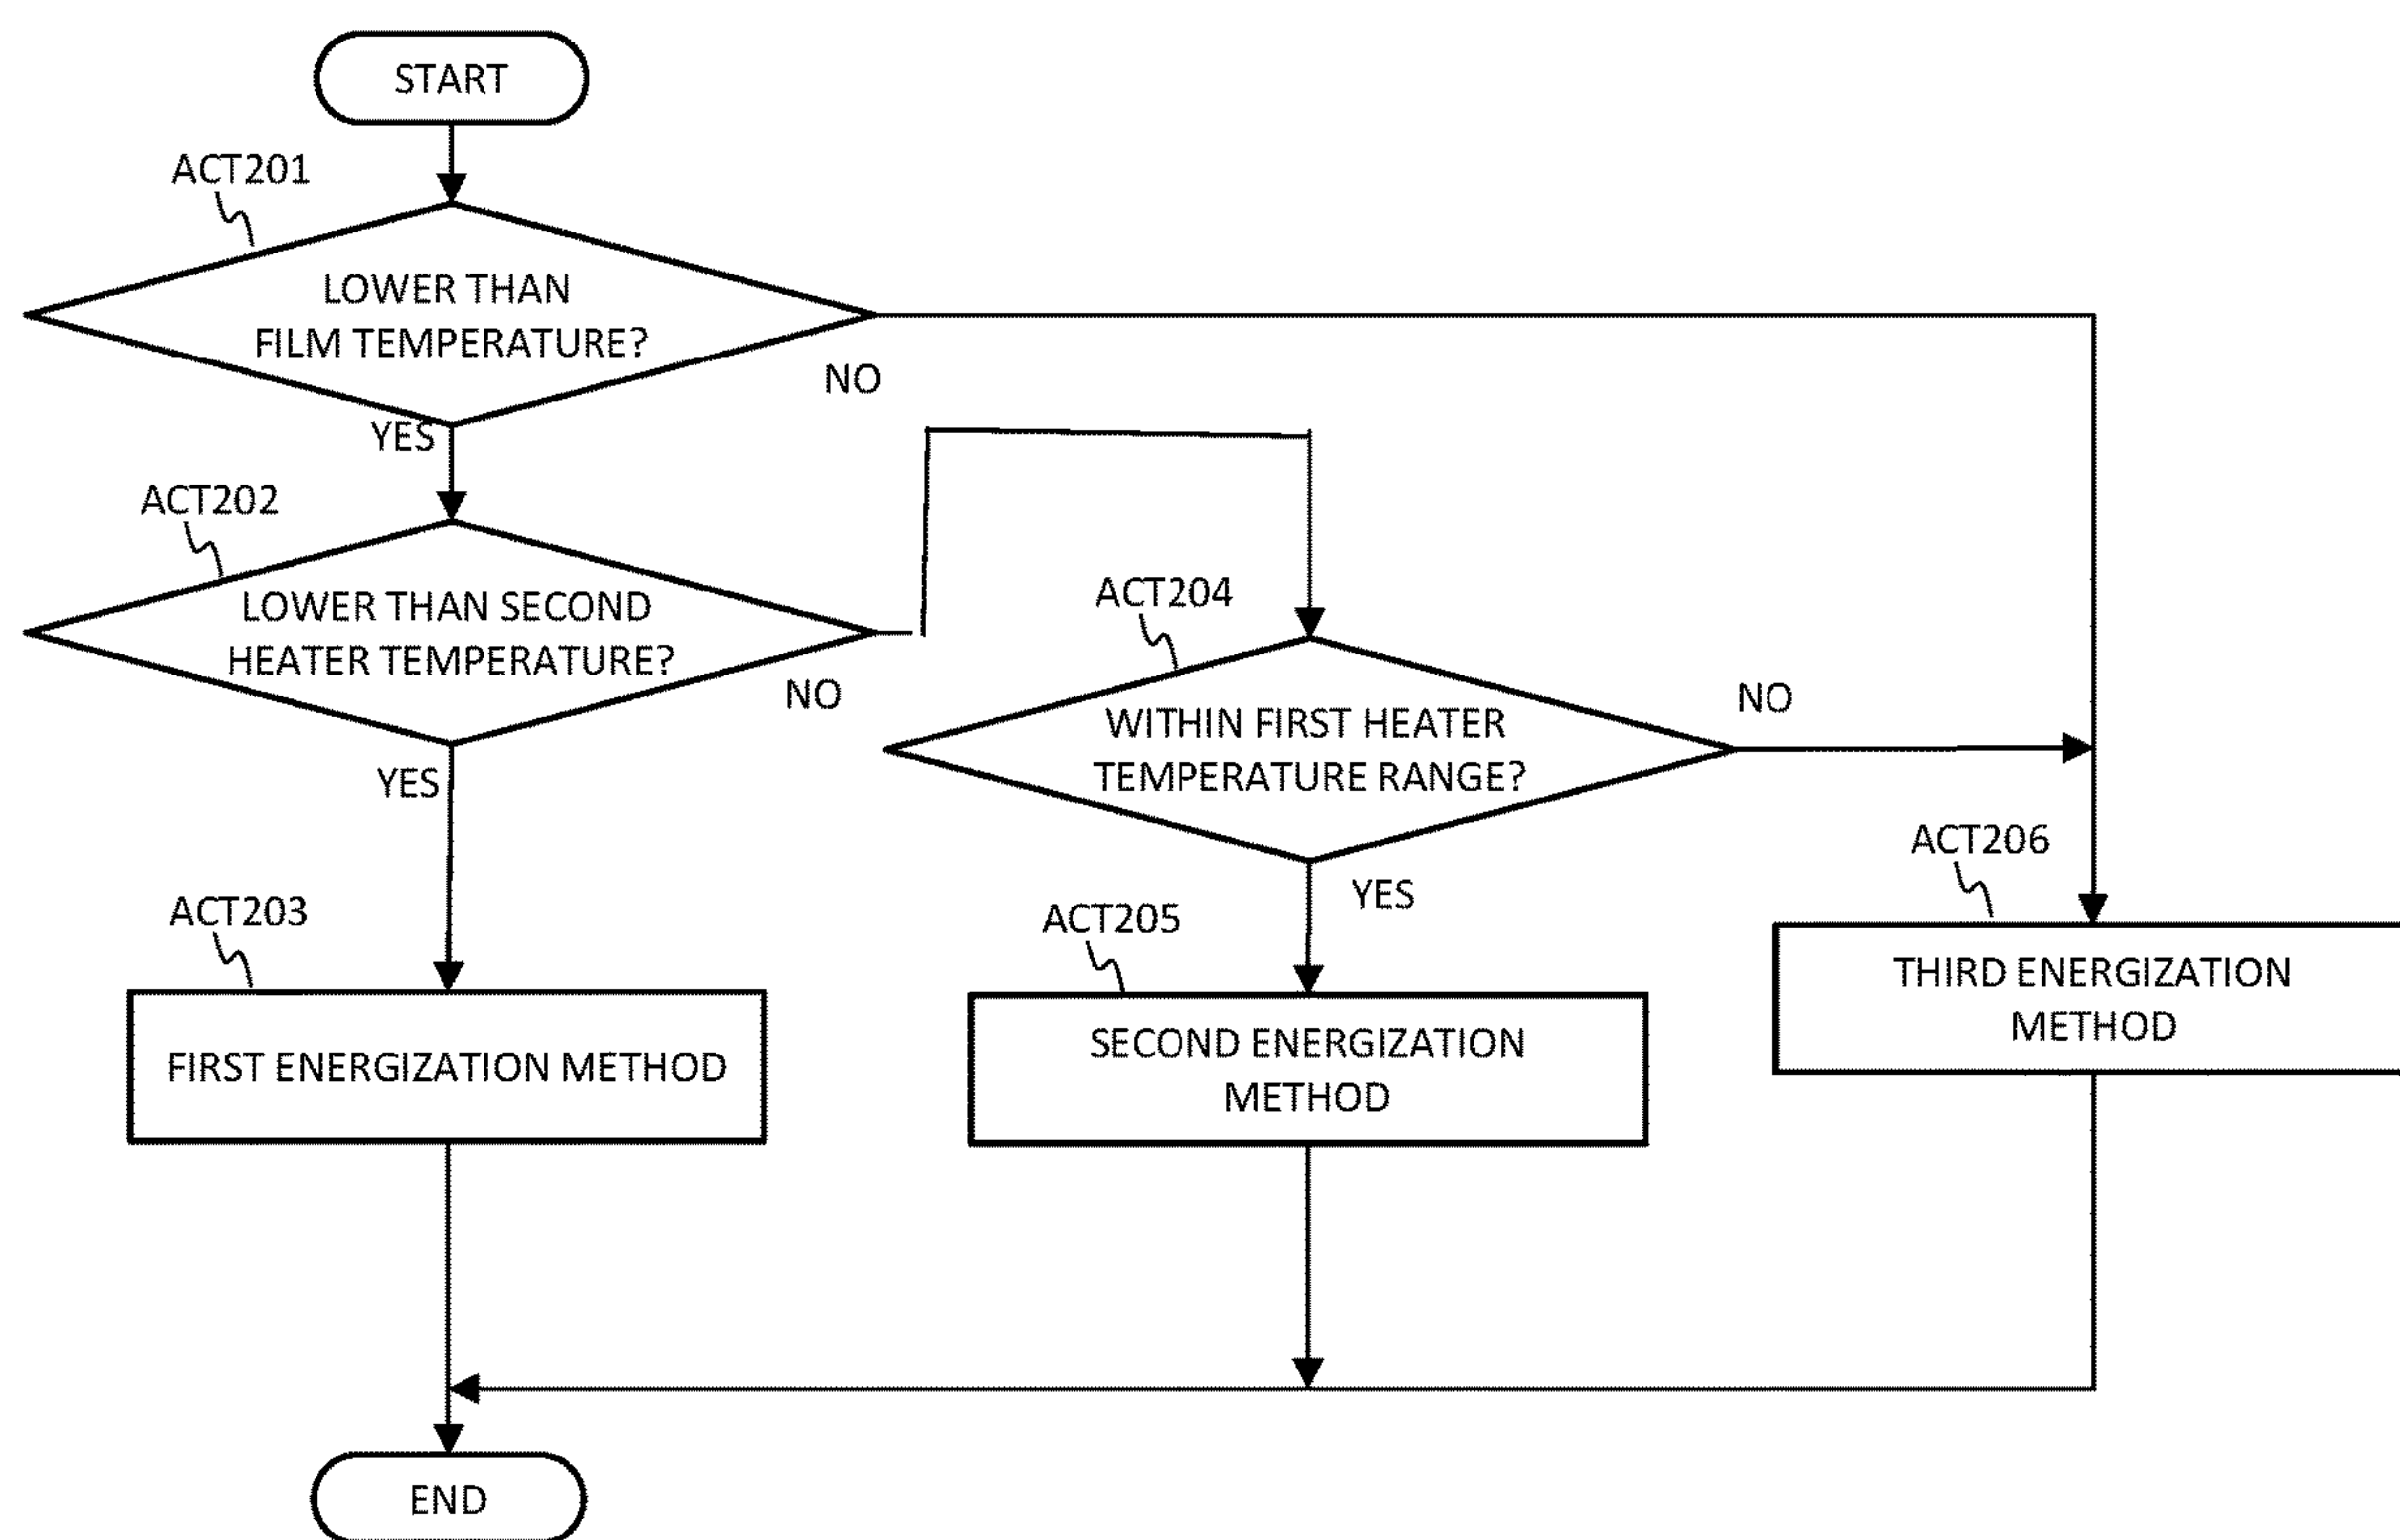 START
ACT201
LOWER THAN
FILM TEMPERATURE?
NO
YES
ACT202
LOWER THAN SECOND
HEATER TEMPERATURE?
NO
YES
ACT204
WITHIN FIRST HEATER
TEMPERATURE RANGE?
NO
YES
ACT203
FIRST ENERGIZATION METHOD
ACT205
SECOND ENERGIZATION
METHOD
ACT206
THIRD ENERGIZATION
METHOD
END